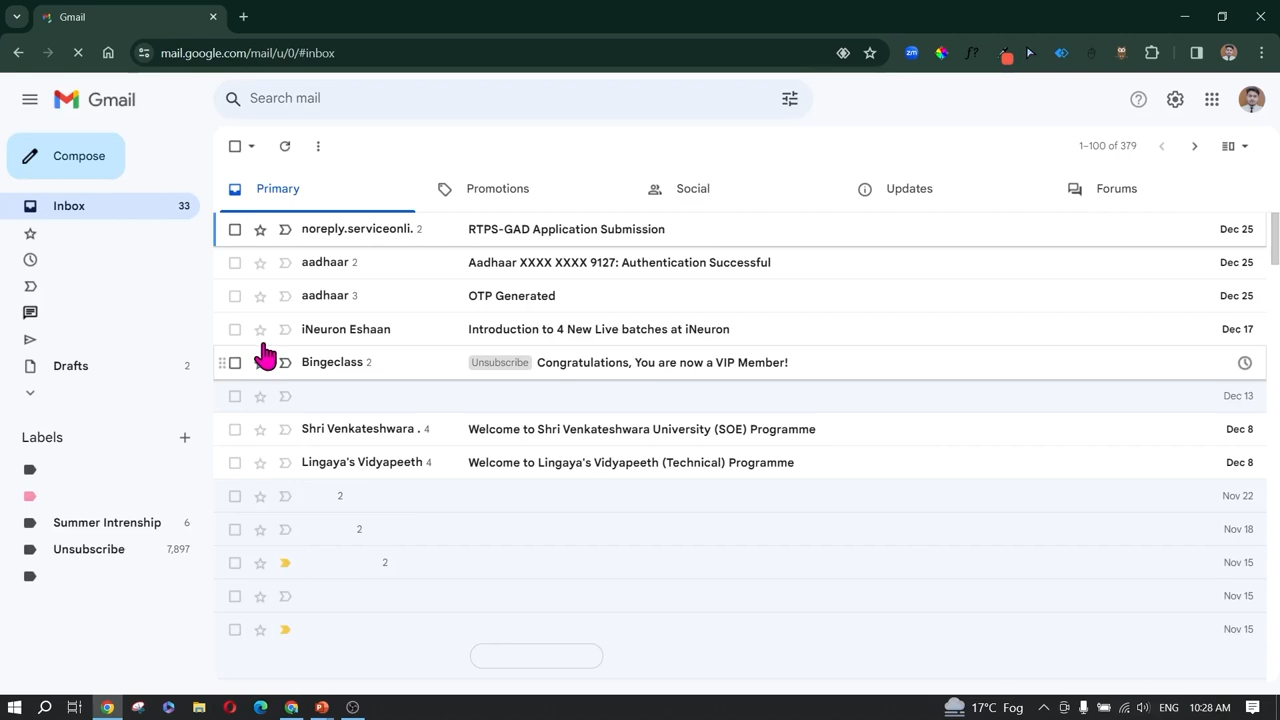 Gmail
mail.google.com/mail/u/0/#inbox
Gmail
Search mail
Compose
1–100 of 379
Inbox 33
Primary
Promotions
Social
Updates
Forums
noreply.serviceonli. 2 RTPS-GAD Application Submission Dec 25
aadhaar 2 Aadhaar XXXX XXXX 9127: Authentication Successful Dec 25
aadhaar 3 OTP Generated Dec 25
iNeuron Eshaan Introduction to 4 New Live batches at iNeuron Dec 17
Bingeclass 2 Unsubscribe Congratulations, You are now a VIP Member!
Drafts 2
Dec 13
Shri Venkateshwara . 4 Welcome to Shri Venkateshwara University (SOE) Programme Dec 8
Labels
Lingaya's Vidyapeeth 4 Welcome to Lingaya's Vidyapeeth (Technical) Programme Dec 8
2 Nov 22
Summer Intrenship 6
2 Nov 18
Unsubscribe 7,897
2 Nov 15
Nov 15
Nov 15
17°C Fog
ENG
10:28 AM